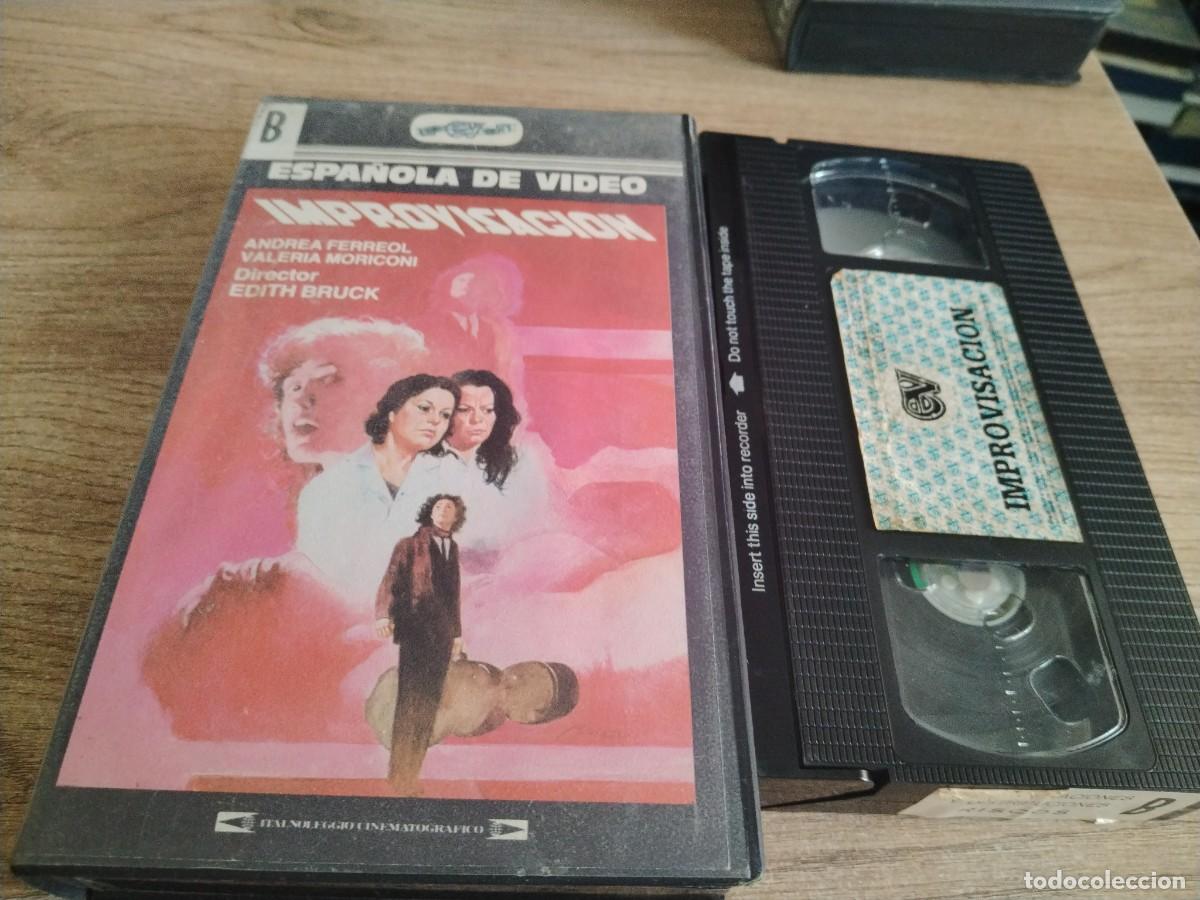 B
ESPAÑOLA DE VIDEO
IMPROVISACION
ANDREA FERREOL
VALERIA MORICONI
Director
EDITH BRUCK
ITALNOLEGGIO CINEMATOGRAFICO
Insert this side into recorder Do not touch the tape inside
IMPROVISACION
B
todocoleccion